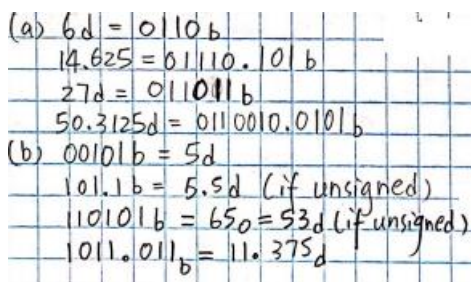 (a) 6d = 0110b
14.625 = 01110.101b
27d = 011011b
50.3125d = 0110010.0101b
(b) 00101b = 5d
101.1b = 5.5d (if unsigned)
110101b = 65o = 53d (if unsigned)
1011.011b = 11.375d